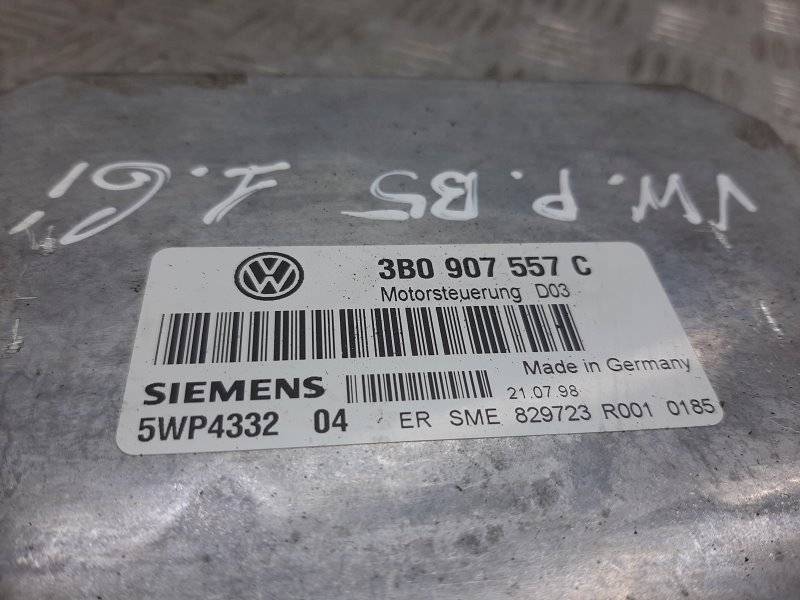 VW. P. B5 1.6i
3B0 907 557 C
Motorsteuerung D03
Made in Germany
SIEMENS 21.07.98
5WP4332 04 ER SME 829723 R001 0185